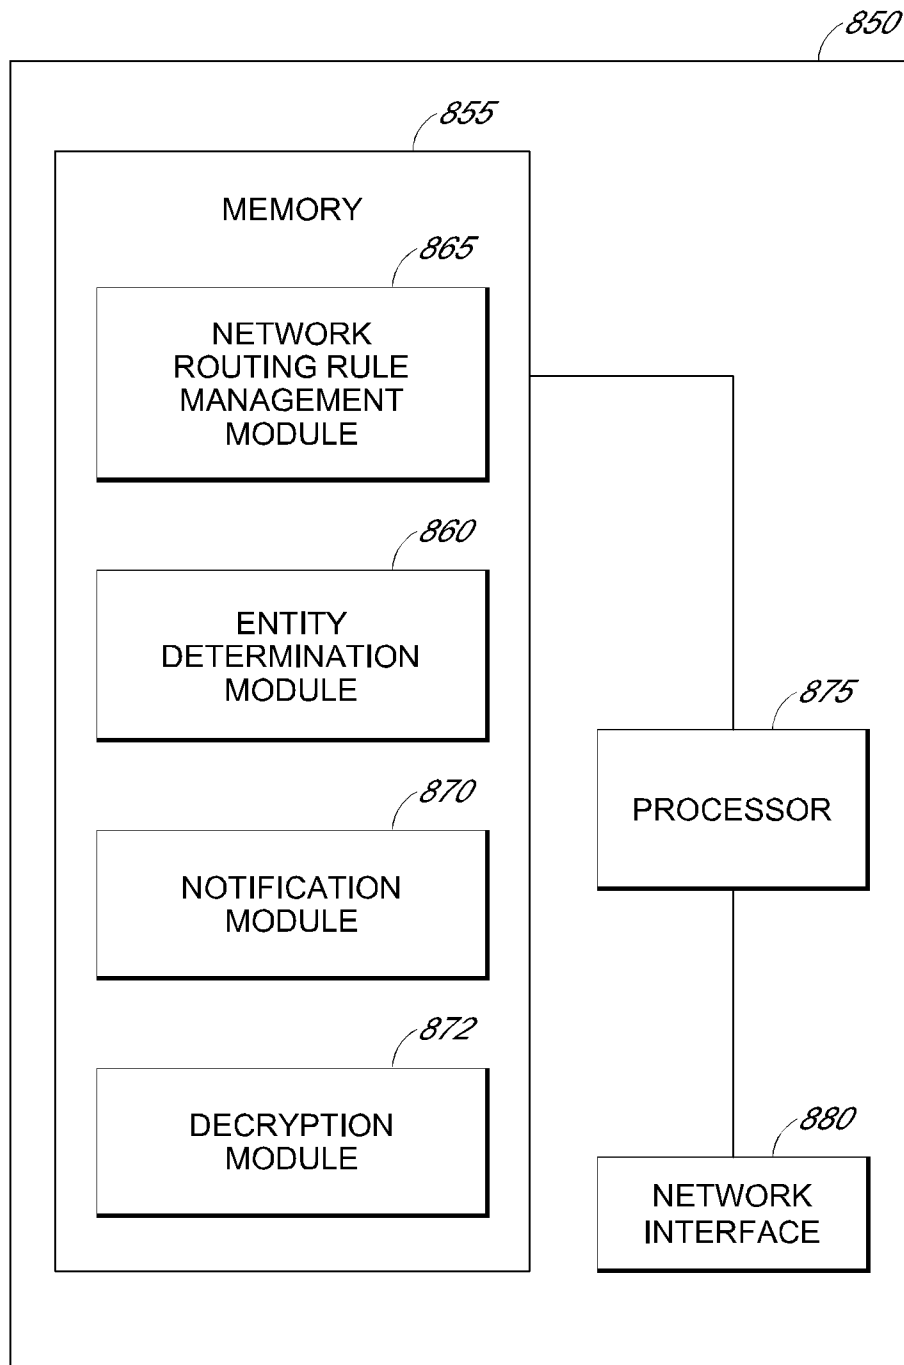 850
855
MEMORY
865
NETWORK
ROUTING RULE
MANAGEMENT
MODULE
860
ENTITY
DETERMINATION
MODULE
875
PROCESSOR
870
NOTIFICATION
MODULE
872
DECRYPTION
MODULE
880
NETWORK
INTERFACE